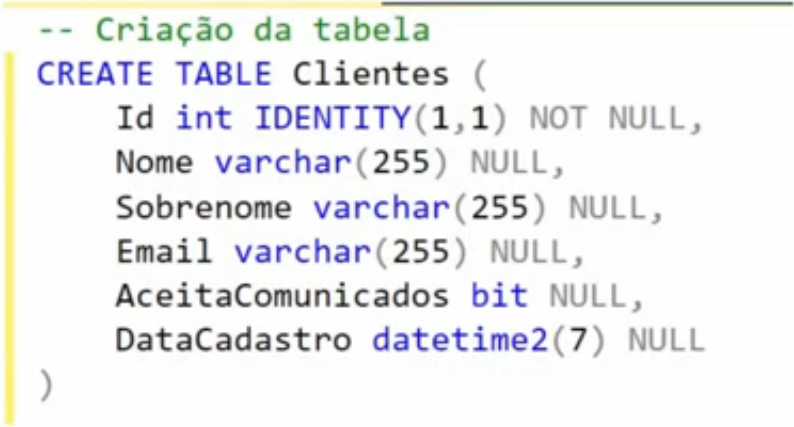 -- Criação da tabela
CREATE TABLE Clientes (
    Id int IDENTITY(1,1) NOT NULL,
    Nome varchar(255) NULL,
    Sobrenome varchar(255) NULL,
    Email varchar(255) NULL,
    AceitaComunicados bit NULL,
    DataCadastro datetime2(7) NULL
)